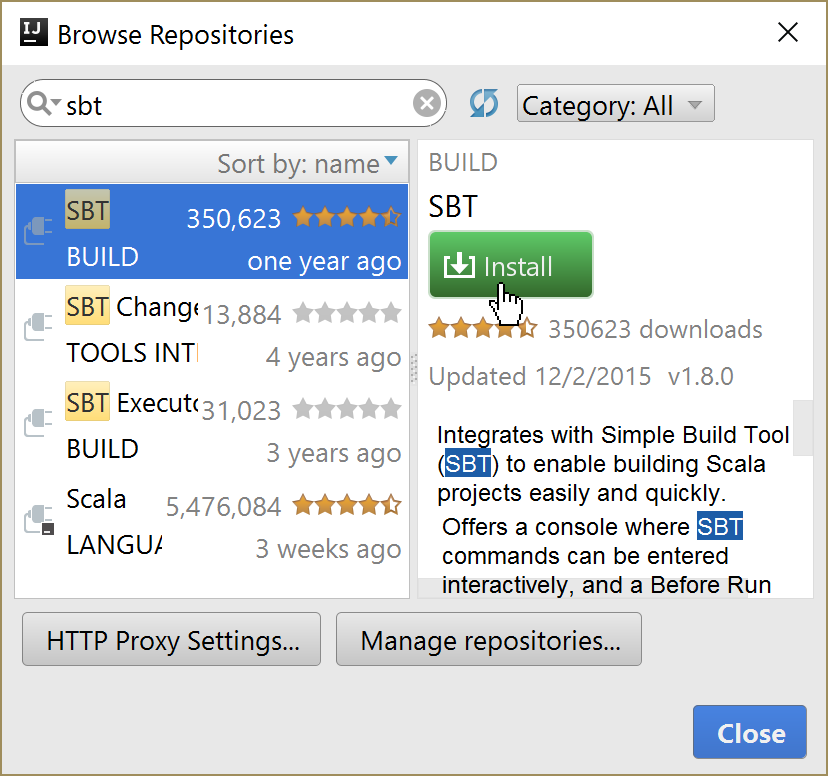 IJ Browse Repositories
sbt
Category: All
Sort by: name
SBT 350,623
BUILD one year ago
SBT Change 13,884
TOOLS INT 4 years ago
SBT Execut 31,023
BUILD 3 years ago
Scala 5,476,084
LANGUA 3 weeks ago
BUILD
SBT
Install
350623 downloads
Updated 12/2/2015 v1.8.0
Integrates with Simple Build Tool
(SBT) to enable building Scala
projects easily and quickly.
Offers a console where SBT
commands can be entered
interactively, and a Before Run
HTTP Proxy Settings...
Manage repositories...
Close